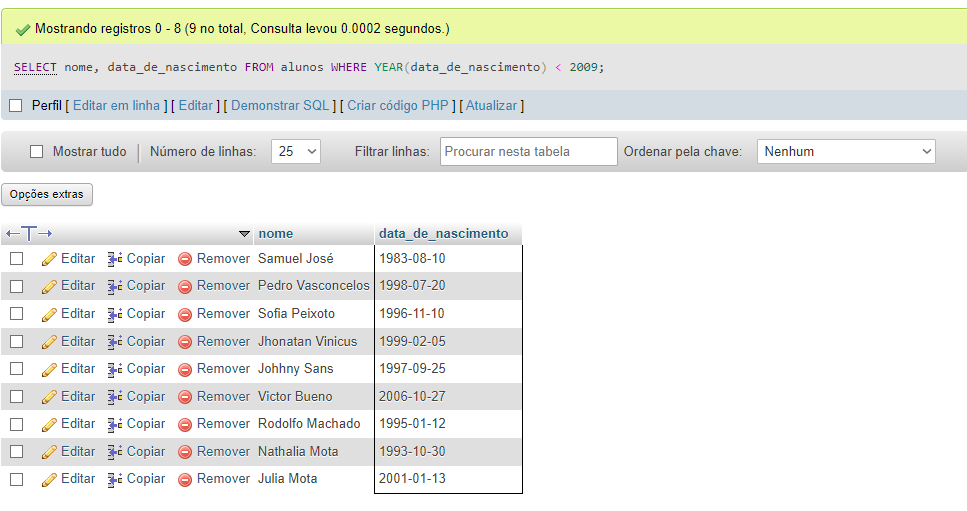 Mostrando registros 0 - 8 (9 no total, Consulta levou 0.0002 segundos.)
SELECT nome, data_de_nascimento FROM alunos WHERE YEAR(data_de_nascimento) < 2009;
Perfil [ Editar em linha ] [ Editar ] [ Demonstrar SQL ] [ Criar código PHP ] [ Atualizar ]
Mostrar tudo Número de linhas: 25 Filtrar linhas: Procurar nesta tabela Ordenar pela chave: Nenhum
Opções extras
←T→ nome data_de_nascimento
Editar Copiar Remover Samuel José 1983-08-10
Editar Copiar Remover Pedro Vasconcelos 1998-07-20
Editar Copiar Remover Sofia Peixoto 1996-11-10
Editar Copiar Remover Jhonatan Vinicus 1999-02-05
Editar Copiar Remover Johhny Sans 1997-09-25
Editar Copiar Remover Victor Bueno 2006-10-27
Editar Copiar Remover Rodolfo Machado 1995-01-12
Editar Copiar Remover Nathalia Mota 1993-10-30
Editar Copiar Remover Julia Mota 2001-01-13